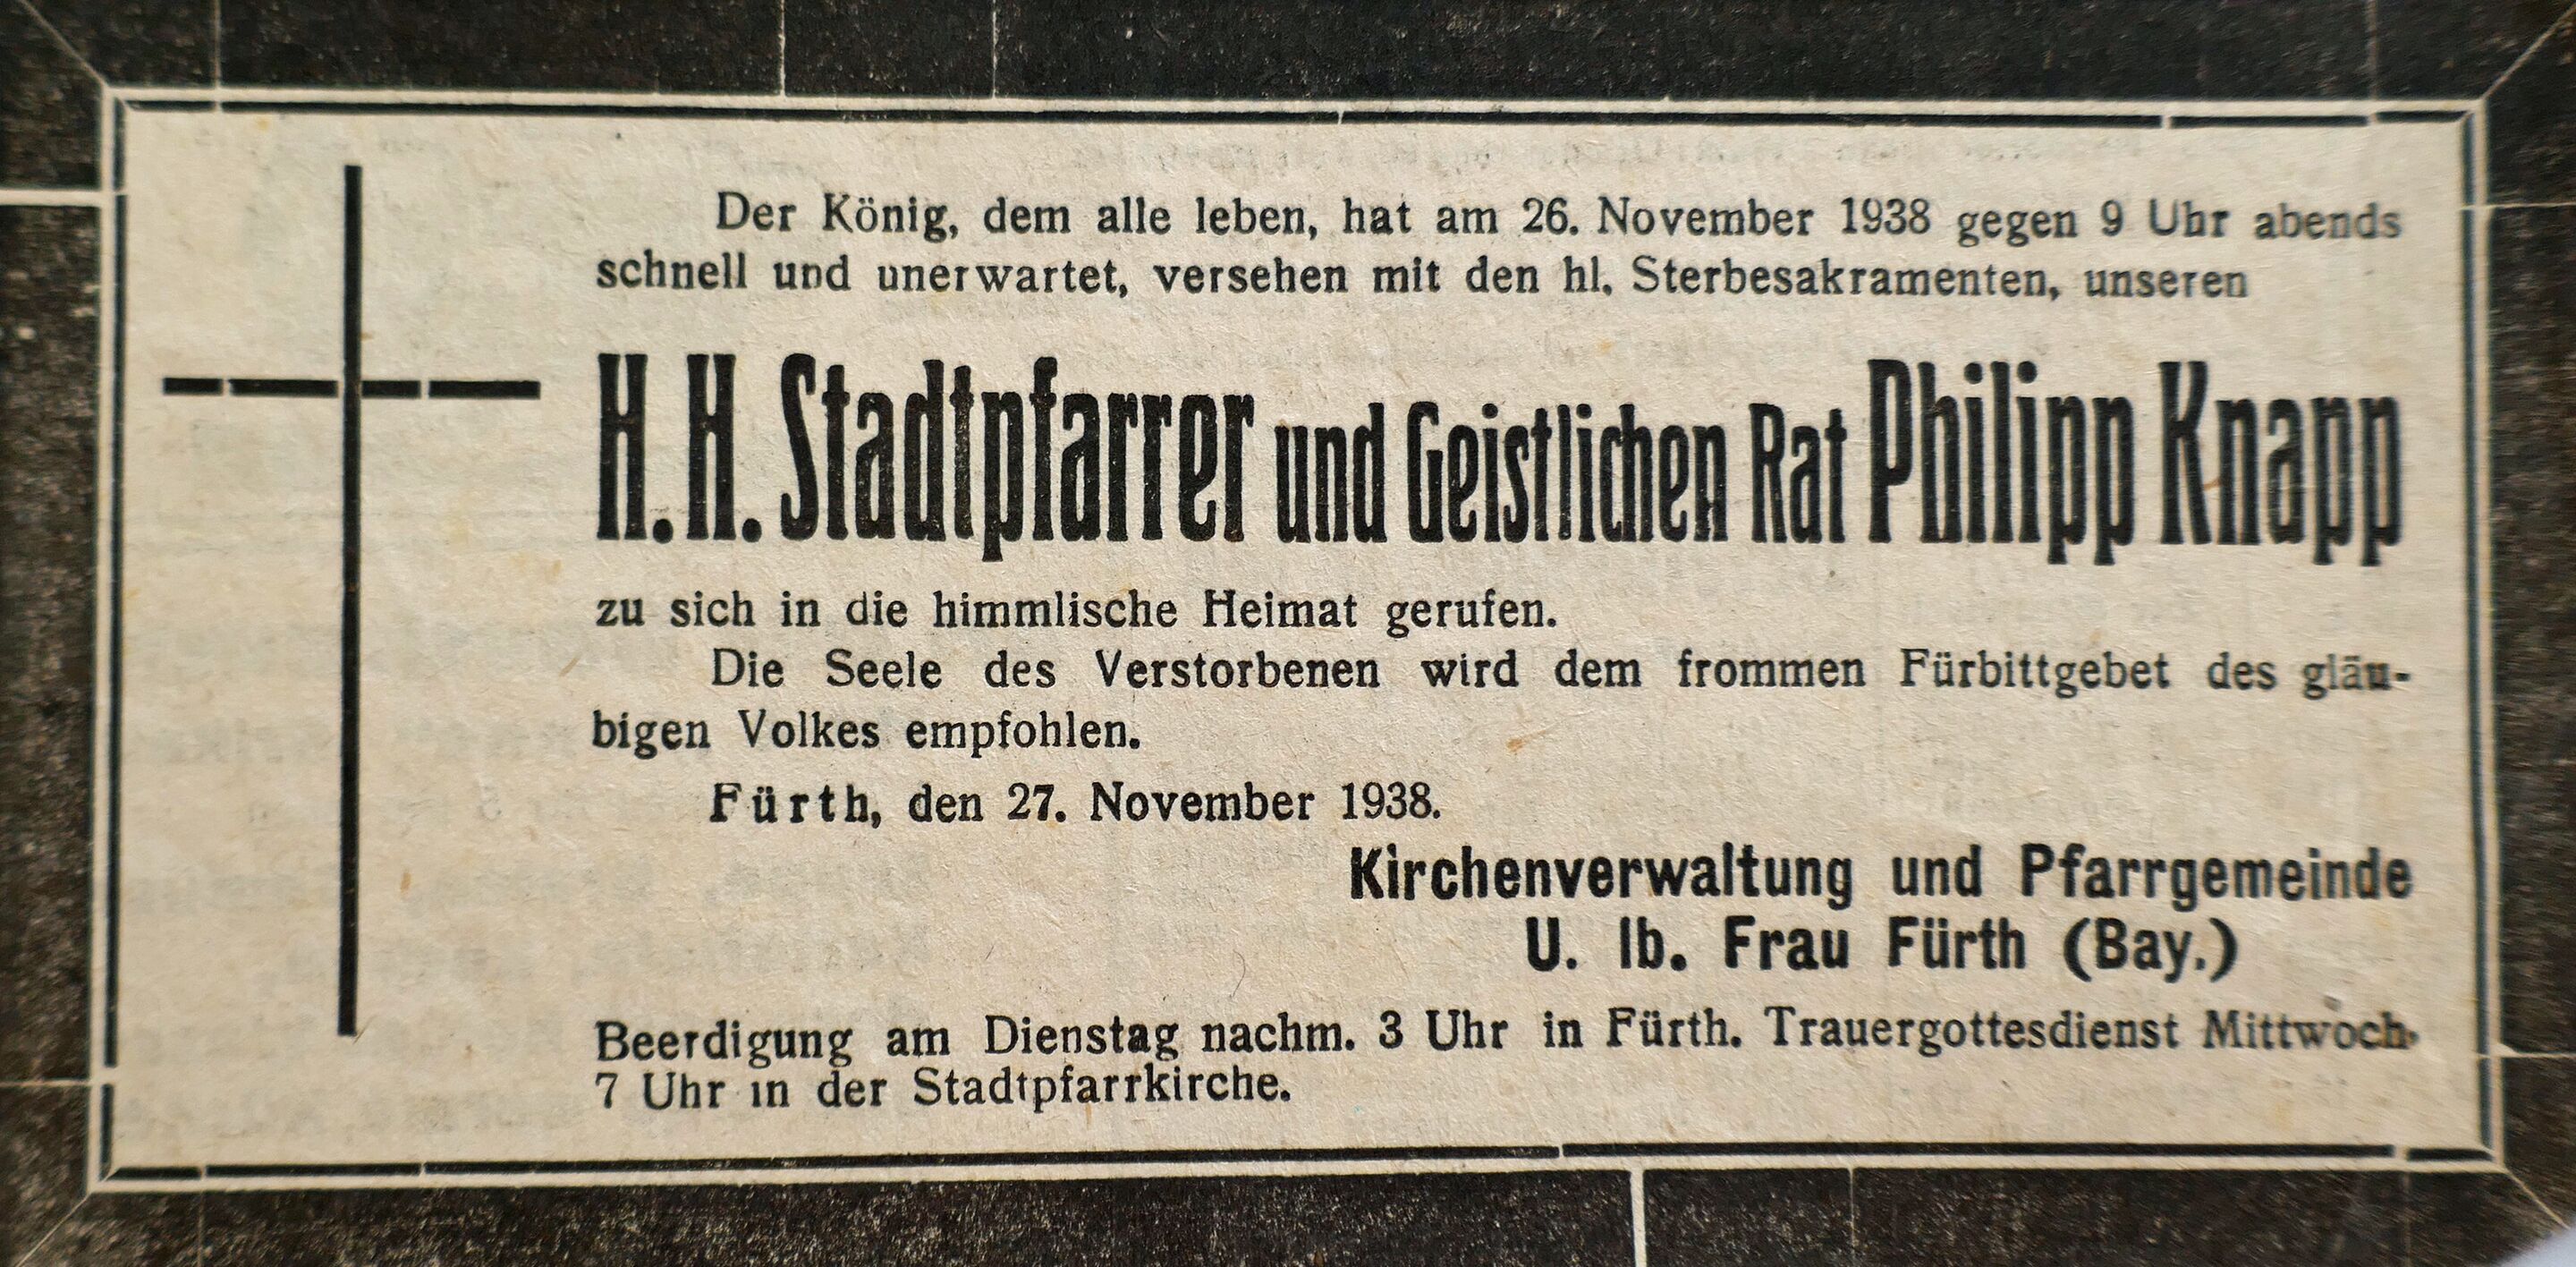 Der König, dem alle leben, hat am 26. November 1938 gegen 9 Uhr abends
schnell und unerwartet, versehen mit den hl. Sterbesakramenten, unseren
H. H. Stadtpfarrer und Geistlichen Rat Philipp Knapp
zu sich in die himmlische Heimat gerufen.
Die Seele des Verstorbenen wird dem frommen Fürbittgebet des gläu-
bigen Volkes empfohlen.
Fürth, den 27. November 1938.
Kirchenverwaltung und Pfarrgemeinde
U. lb. Frau Fürth (Bay.)
Beerdigung am Dienstag nachm. 3 Uhr in Fürth. Trauergottesdienst Mittwoch
7 Uhr in der Stadtpfarrkirche.